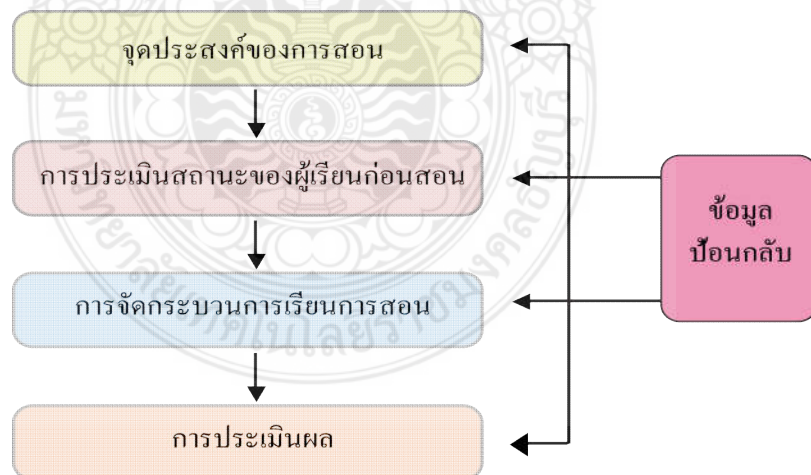 จุดประสงค์ของการสอน
การประเมินสถานะของผู้เรียนก่อนสอน
การจัดกระบวนการเรียนการสอน
การประเมินผล
ข้อมูล
ป้อนกลับ